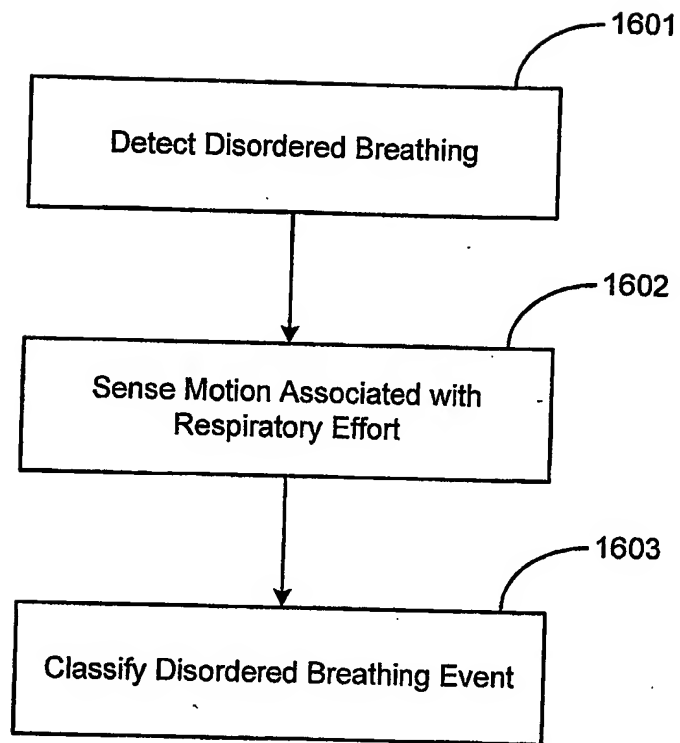 1601
Detect Disordered Breathing
1602
Sense Motion Associated with
Respiratory Effort
1603
Classify Disordered Breathing Event